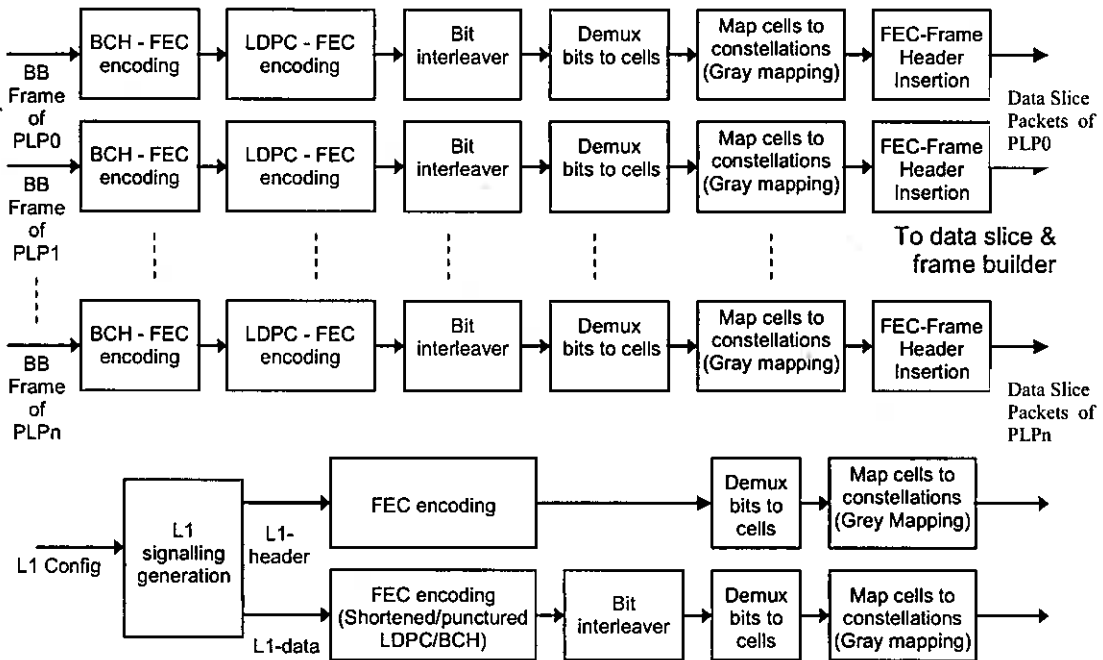 BCH - FEC
encoding
LDPC - FEC
encoding
Bit
interleaver
Demux
bits to cells
Map cells to
constellations
(Gray mapping)
FEC-Frame
Header
Insertion
BB
Frame
of
PLP0
Data Slice
Packets of
PLP0
BCH - FEC
encoding
LDPC - FEC
encoding
Bit
interleaver
Demux
bits to cells
Map cells to
constellations
(Gray mapping)
FEC-Frame
Header
Insertion
BB
Frame
of
PLP1
To data slice &
frame builder
BCH - FEC
encoding
LDPC - FEC
encoding
Bit
interleaver
Demux
bits to cells
Map cells to
constellations
(Gray mapping)
FEC-Frame
Header
Insertion
BB
Frame
of
PLPn
Data Slice
Packets of
PLPn
L1 Config
L1
signalling
generation
L1-
header
FEC encoding
Demux
bits to
cells
Map cells to
constellations
(Grey Mapping)
L1-data
FEC encoding
(Shortened/punctured
LDPC/BCH)
Bit
interleaver
Demux
bits to
cells
Map cells to
constellations
(Gray mapping)